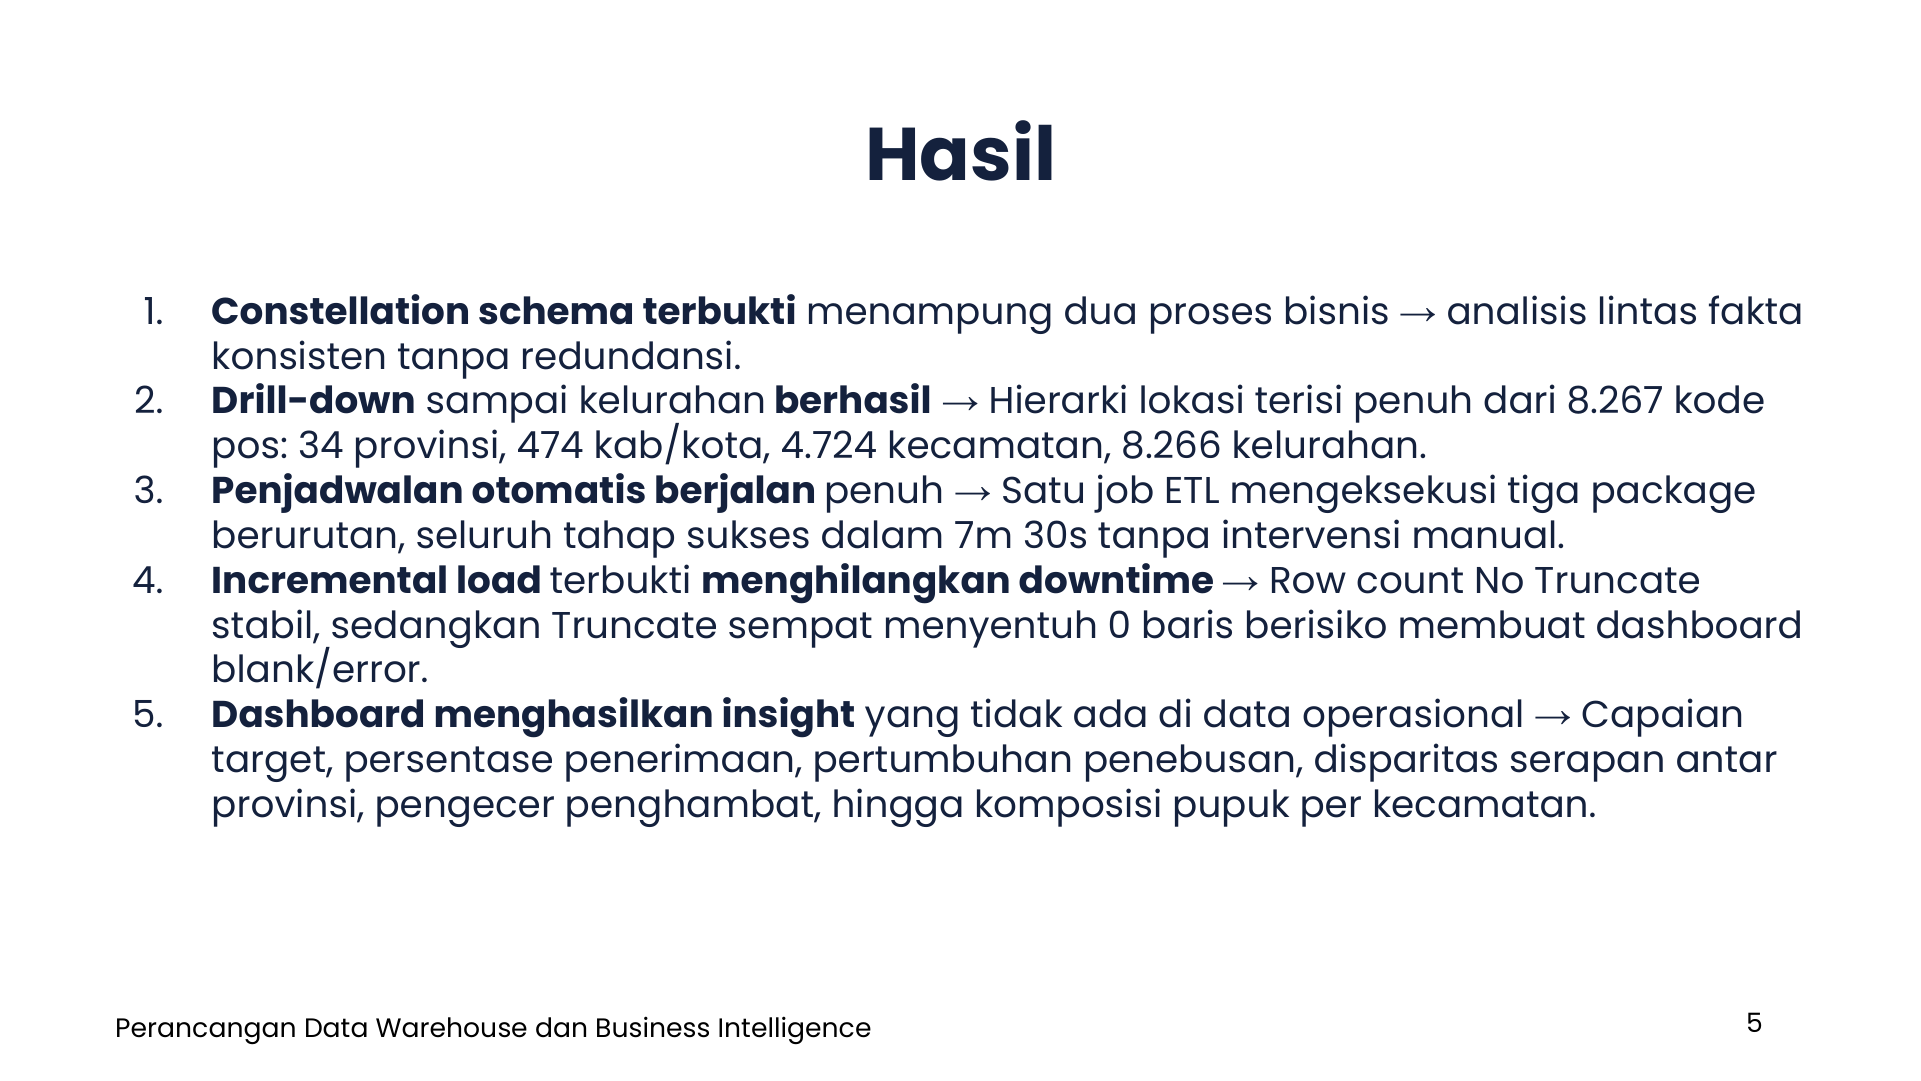 Hasil
1. Constellation schema terbukti menampung dua proses bisnis → analisis lintas fakta
konsisten tanpa redundansi.
2. Drill-down sampai kelurahan berhasil → Hierarki lokasi terisi penuh dari 8.267 kode
pos: 34 provinsi, 474 kab/kota, 4.724 kecamatan, 8.266 kelurahan.
3. Penjadwalan otomatis berjalan penuh → Satu job ETL mengeksekusi tiga package
berurutan, seluruh tahap sukses dalam 7m 30s tanpa intervensi manual.
4. Incremental load terbukti menghilangkan downtime → Row count No Truncate
stabil, sedangkan Truncate sempat menyentuh 0 baris berisiko membuat dashboard
blank/error.
5. Dashboard menghasilkan insight yang tidak ada di data operasional → Capaian
target, persentase penerimaan, pertumbuhan penebusan, disparitas serapan antar
provinsi, pengecer penghambat, hingga komposisi pupuk per kecamatan.
Perancangan Data Warehouse dan Business Intelligence
5